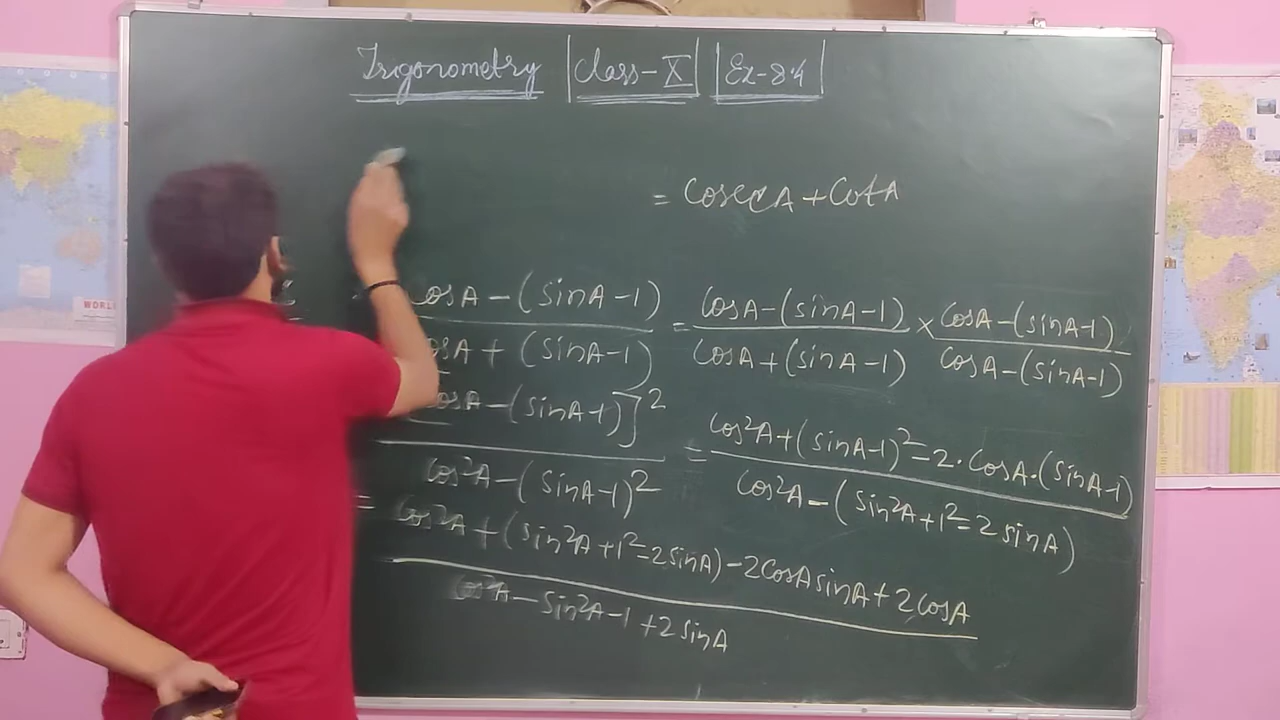 Trigonometry | Class-X | Ex-8.4
= CosecA + CotA
CosA - (SinA - 1) = CosA - (SinA - 1) × CosA - (SinA-1)
CosA + (SinA-1) CosA + (SinA - 1) CosA - (SinA-1)
CosA - (SinA-1)]² = Cos²A + (SinA-1)² - 2·CosA·(SinA-1)
Cos²A - (SinA-1)² Cos²A - (Sin²A + 1² - 2SinA)
= Cos²A + (Sin²A + 1² - 2SinA) - 2CosASinA + 2CosA
Cos²A - Sin²A - 1 + 2SinA
WORL